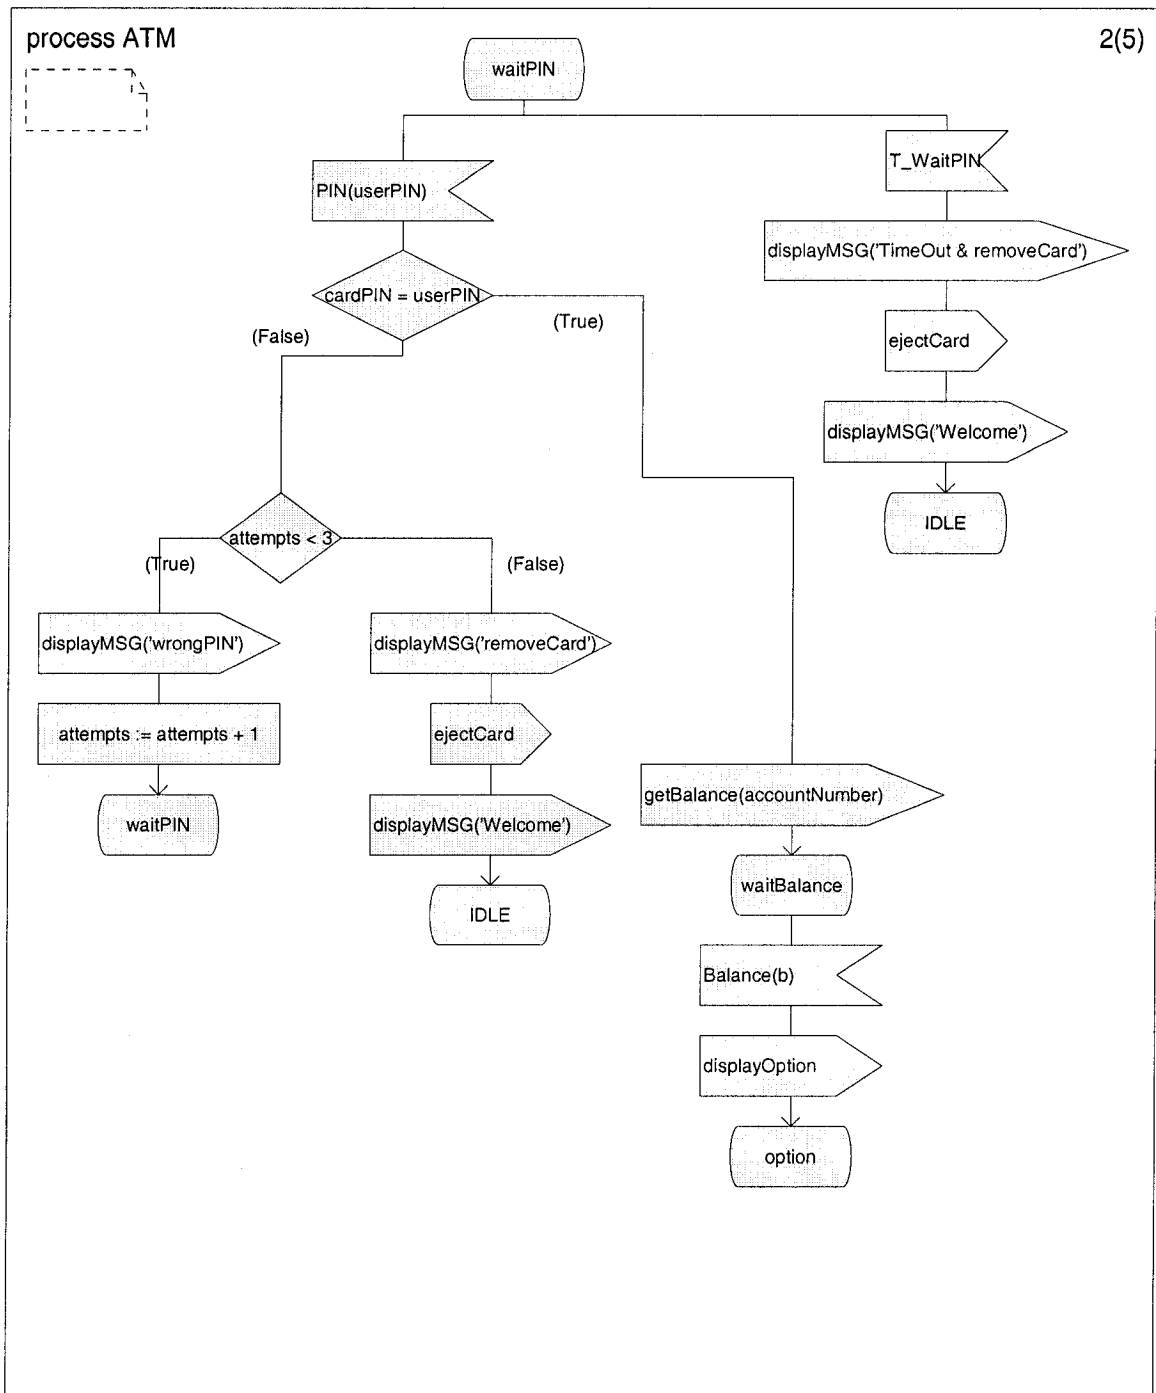 process ATM
2(5)
waitPIN
T_WaitPIN
PIN(userPIN)
displayMSG('TimeOut & removeCard')
cardPIN = userPIN
(True)
(False)
ejectCard
displayMSG('Welcome')
IDLE
attempts < 3
(True)
(False)
displayMSG('wrongPIN')
displayMSG('removeCard')
attempts := attempts + 1
ejectCard
getBalance(accountNumber)
waitPIN
displayMSG('Welcome')
waitBalance
IDLE
Balance(b)
displayOption
option